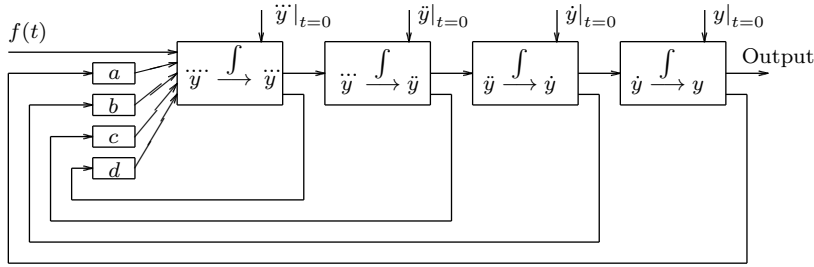 f(t)
⃛y|ₜ₌₀ ÿ|ₜ₌₀ ẏ|ₜ₌₀ y|ₜ₌₀
∫ ∫ ∫ ∫
y⃜ ⟶ y⃛ y⃛ ⟶ ÿ ÿ ⟶ ẏ ẏ ⟶ y
Output
a
b
c
d